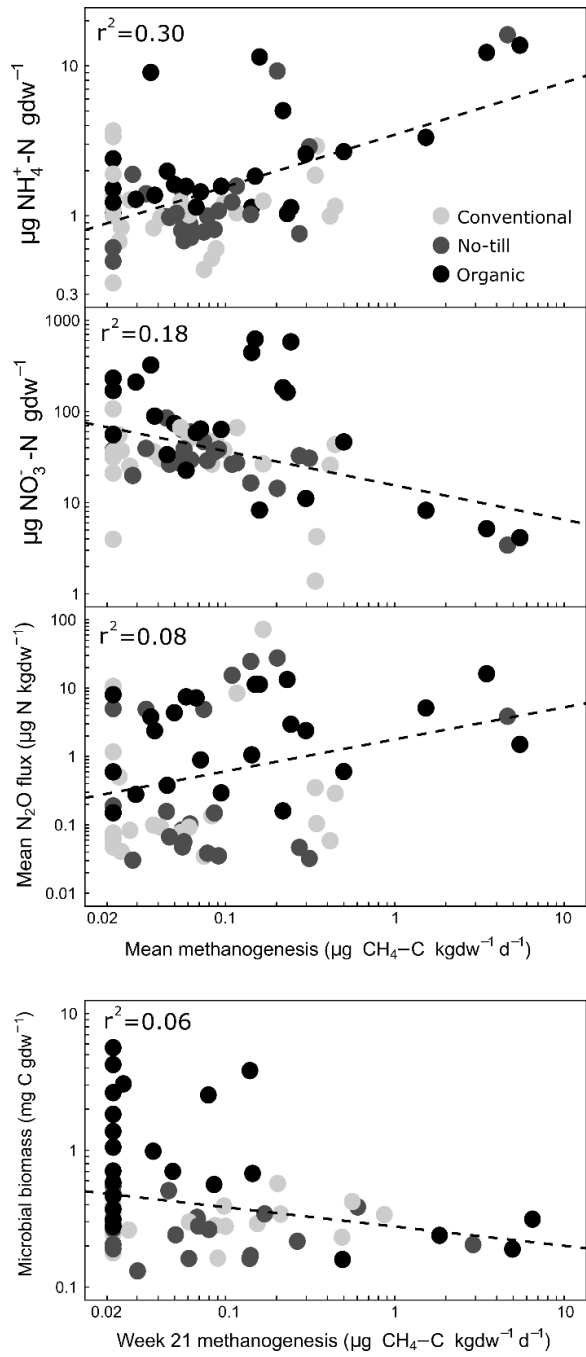 r²=0.30
10
1
0.3
µg NH₄⁺-N gdw⁻¹
Conventional
No-till
Organic
r²=0.18
1000
100
10
1
µg NO₃⁻-N gdw⁻¹
r²=0.08
100
10
1
0.1
0.01
Mean N₂O flux (µg N kgdw⁻¹)
0.02 0.1 1 10
Mean methanogenesis (µg CH₄–C kgdw⁻¹ d⁻¹)
r²=0.06
10
1
0.1
Microbial biomass (mg C gdw⁻¹)
0.02 0.1 1 10
Week 21 methanogenesis (µg CH₄–C kgdw⁻¹ d⁻¹)